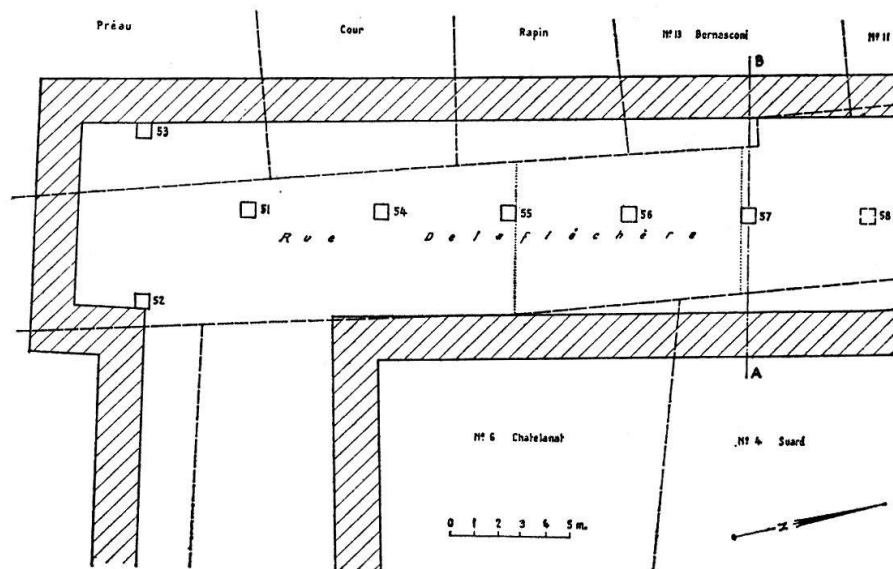 Préau Cour Rapin Nº 13 Bernasconi Nº 11
B
53
51 54 55 56 57 58
Rue Delafléchère
52
A
Nº 6 Chatelanat Nº 4 Suard
0 1 2 3 4 5 m.
N